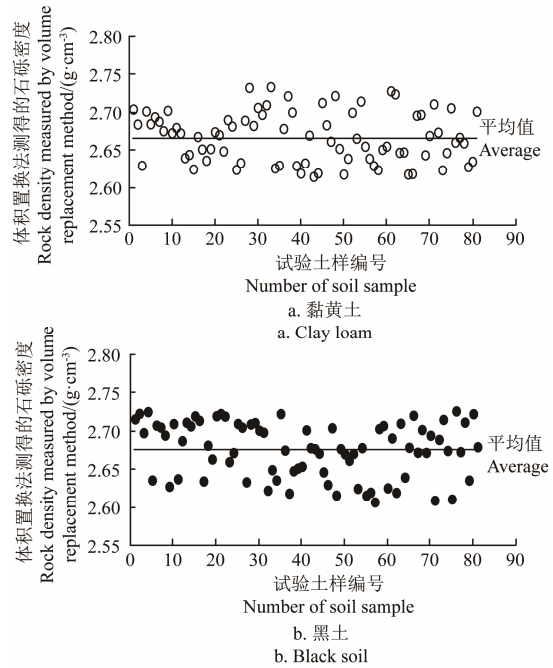 体积置换法测得的石砾密度
Rock density measured by volume
replacement method/(g·cm-3)
2.80
2.75
2.70
2.65
2.60
2.55
平均值
Average
0 10 20 30 40 50 60 70 80 90
试验土样编号
Number of soil sample
a. 黏黄土
a. Clay loam
体积置换法测得的石砾密度
Rock density measured by volume
replacement method/(g·cm-3)
2.80
2.75
2.70
2.65
2.60
2.55
平均值
Average
0 10 20 30 40 50 60 70 80 90
试验土样编号
Number of soil sample
b. 黑土
b. Black soil